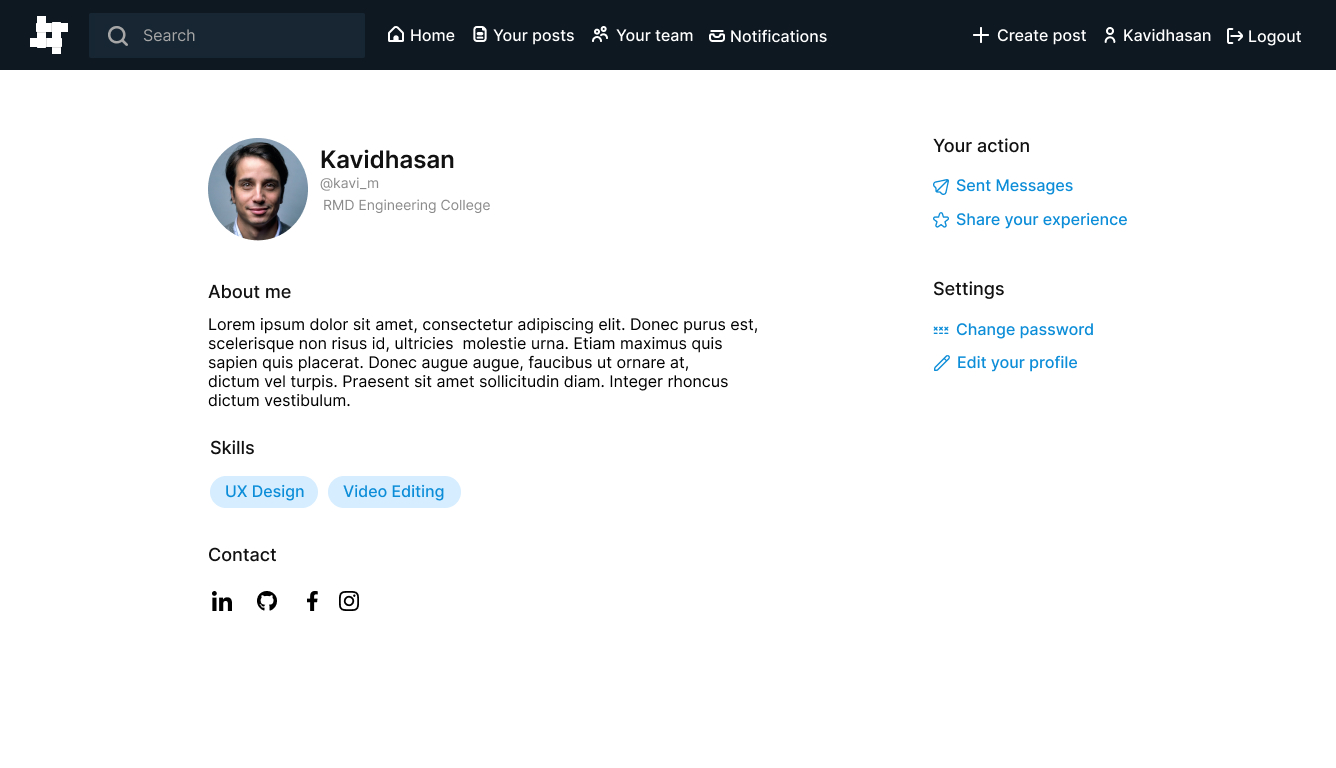 Search
Home
Your posts
Your team
Notifications
Create post
Kavidhasan
Logout
Kavidhasan
@kavi_m
RMD Engineering College
About me
Lorem ipsum dolor sit amet, consectetur adipiscing elit. Donec purus est,
scelerisque non risus id, ultricies  molestie urna. Etiam maximus quis
sapien quis placerat. Donec augue augue, faucibus ut ornare at,
dictum vel turpis. Praesent sit amet sollicitudin diam. Integer rhoncus
dictum vestibulum.
Skills
UX Design
Video Editing
Contact
Your action
Sent Messages
Share your experience
Settings
Change password
Edit your profile